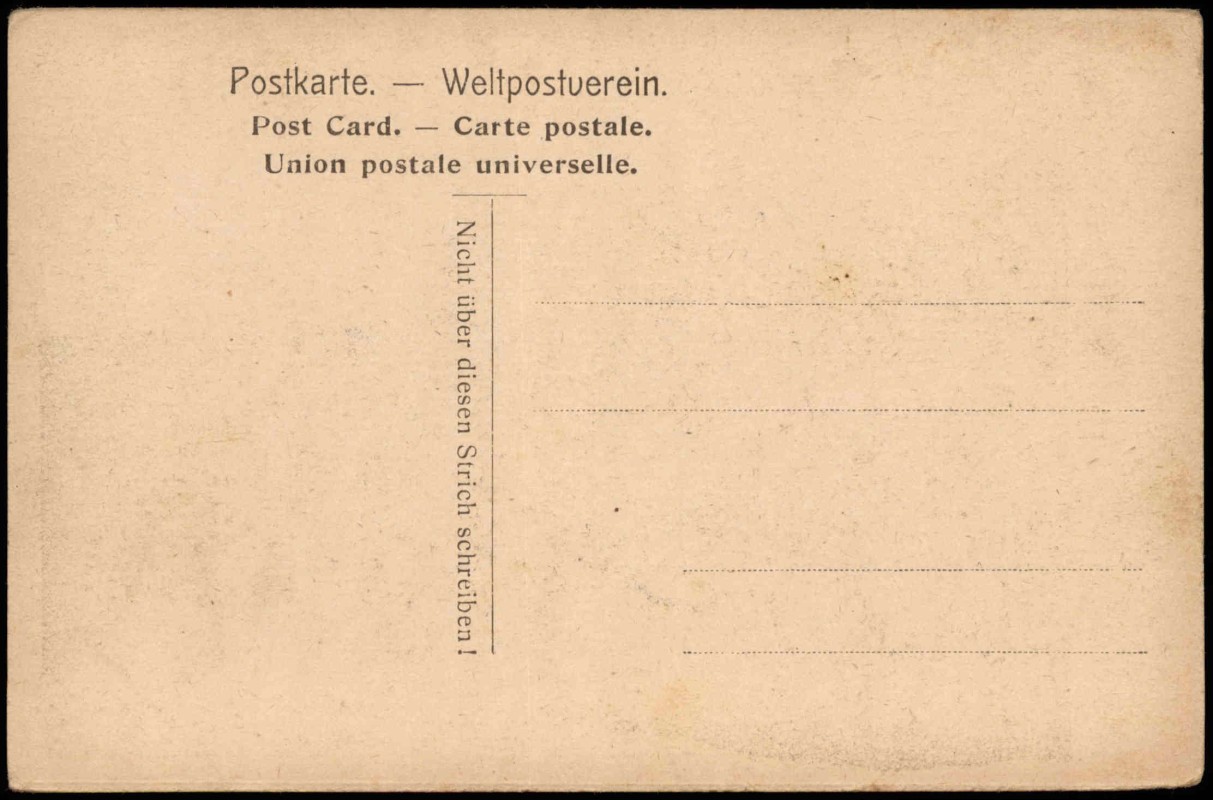 Postkarte. — Weltpostverein.
Post Card. — Carte postale.
Union postale universelle.
Nicht über diesen Strich schreiben!